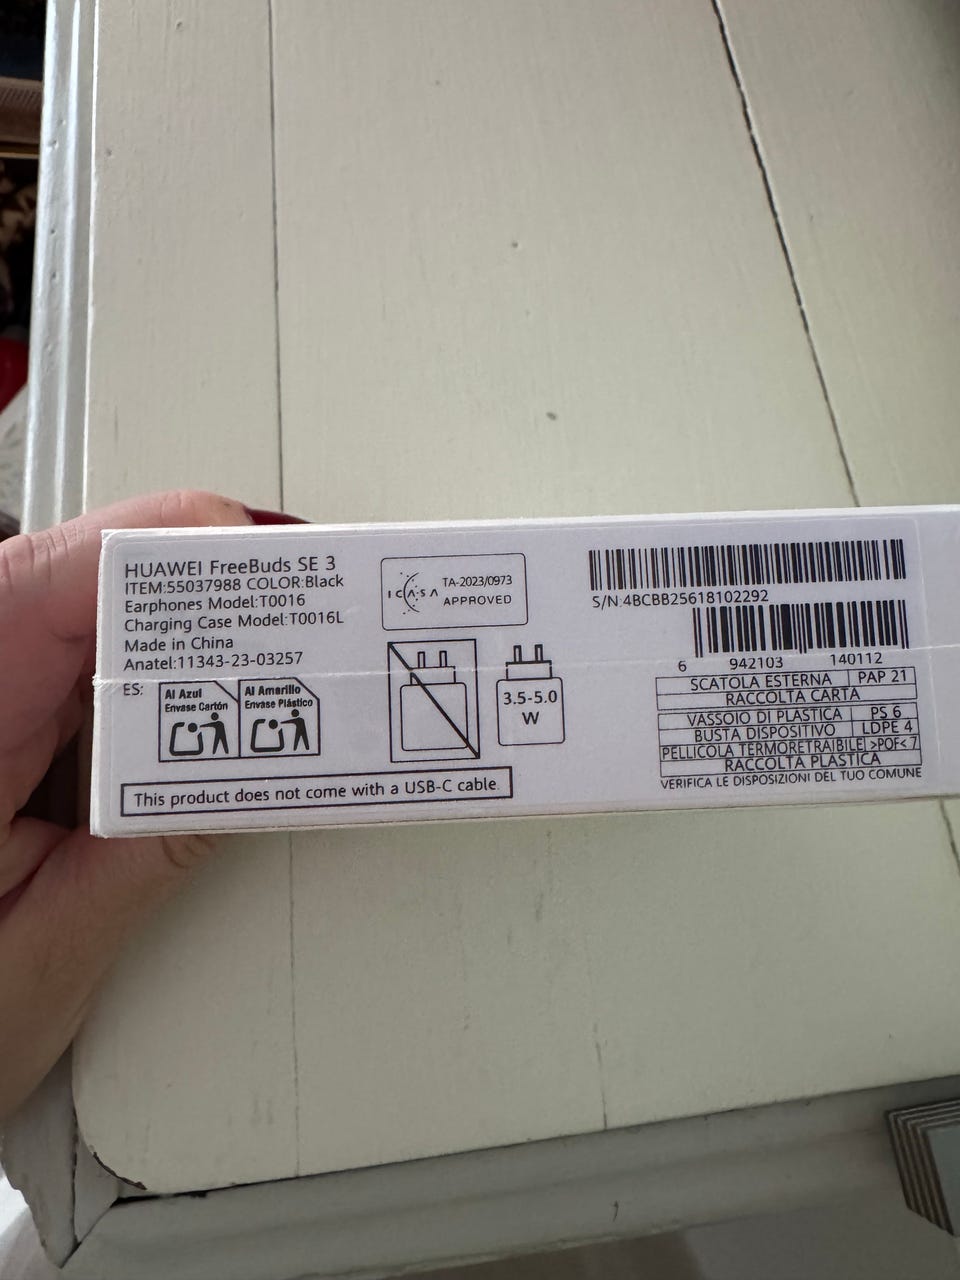 HUAWEI FreeBuds SE 3
ITEM:55037988 COLOR:Black
Earphones Model:T0016
Charging Case Model:T0016L
Made in China
Anatel:11343-23-03257
ES:
Al Azul
Envase Cartón
Al Amarillo
Envase Plástico
This product does not come with a USB-C cable.
ICASA
TA-2023/0973
APPROVED
3.5-5.0
W
S/N:4BCBB25618102292
6 942103 140112
SCATOLA ESTERNA PAP 21
RACCOLTA CARTA
VASSOIO DI PLASTICA PS 6
BUSTA DISPOSITIVO LDPE 4
PELLICOLA TERMORETRAIBILE >POF< 7
RACCOLTA PLASTICA
VERIFICA LE DISPOSIZIONI DEL TUO COMUNE